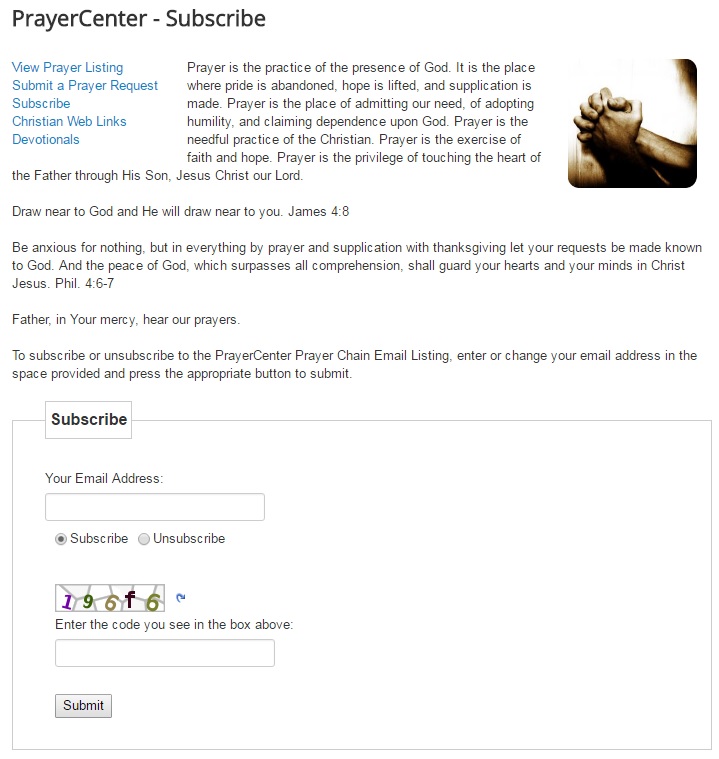 PrayerCenter - Subscribe
View Prayer Listing
Submit a Prayer Request
Subscribe
Christian Web Links
Devotionals
Prayer is the practice of the presence of God. It is the place
where pride is abandoned, hope is lifted, and supplication is
made. Prayer is the place of admitting our need, of adopting
humility, and claiming dependence upon God. Prayer is the
needful practice of the Christian. Prayer is the exercise of
faith and hope. Prayer is the privilege of touching the heart of
the Father through His Son, Jesus Christ our Lord.
Draw near to God and He will draw near to you. James 4:8
Be anxious for nothing, but in everything by prayer and supplication with thanksgiving let your requests be made known
to God. And the peace of God, which surpasses all comprehension, shall guard your hearts and your minds in Christ
Jesus. Phil. 4:6-7
Father, in Your mercy, hear our prayers.
To subscribe or unsubscribe to the PrayerCenter Prayer Chain Email Listing, enter or change your email address in the
space provided and press the appropriate button to submit.
Subscribe
Your Email Address:
Subscribe Unsubscribe
196f6
Enter the code you see in the box above:
Submit